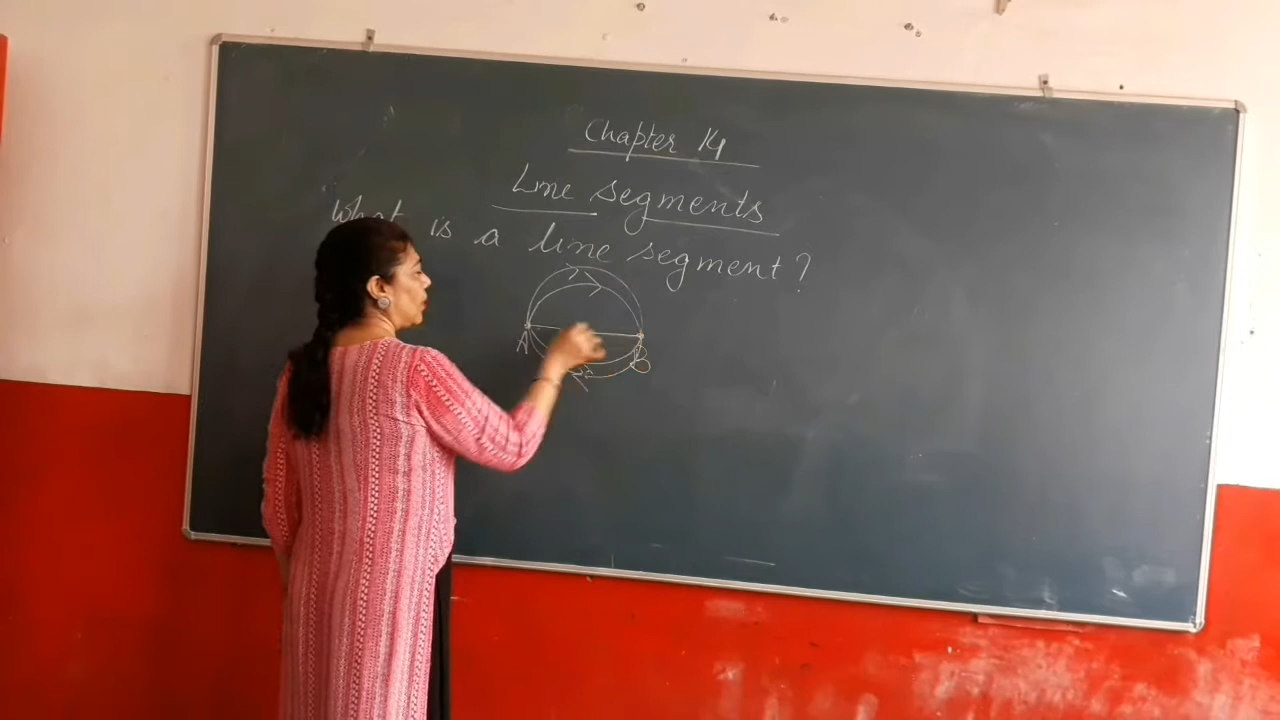 Chapter 14
Line segments
What is a line segment?
A
B